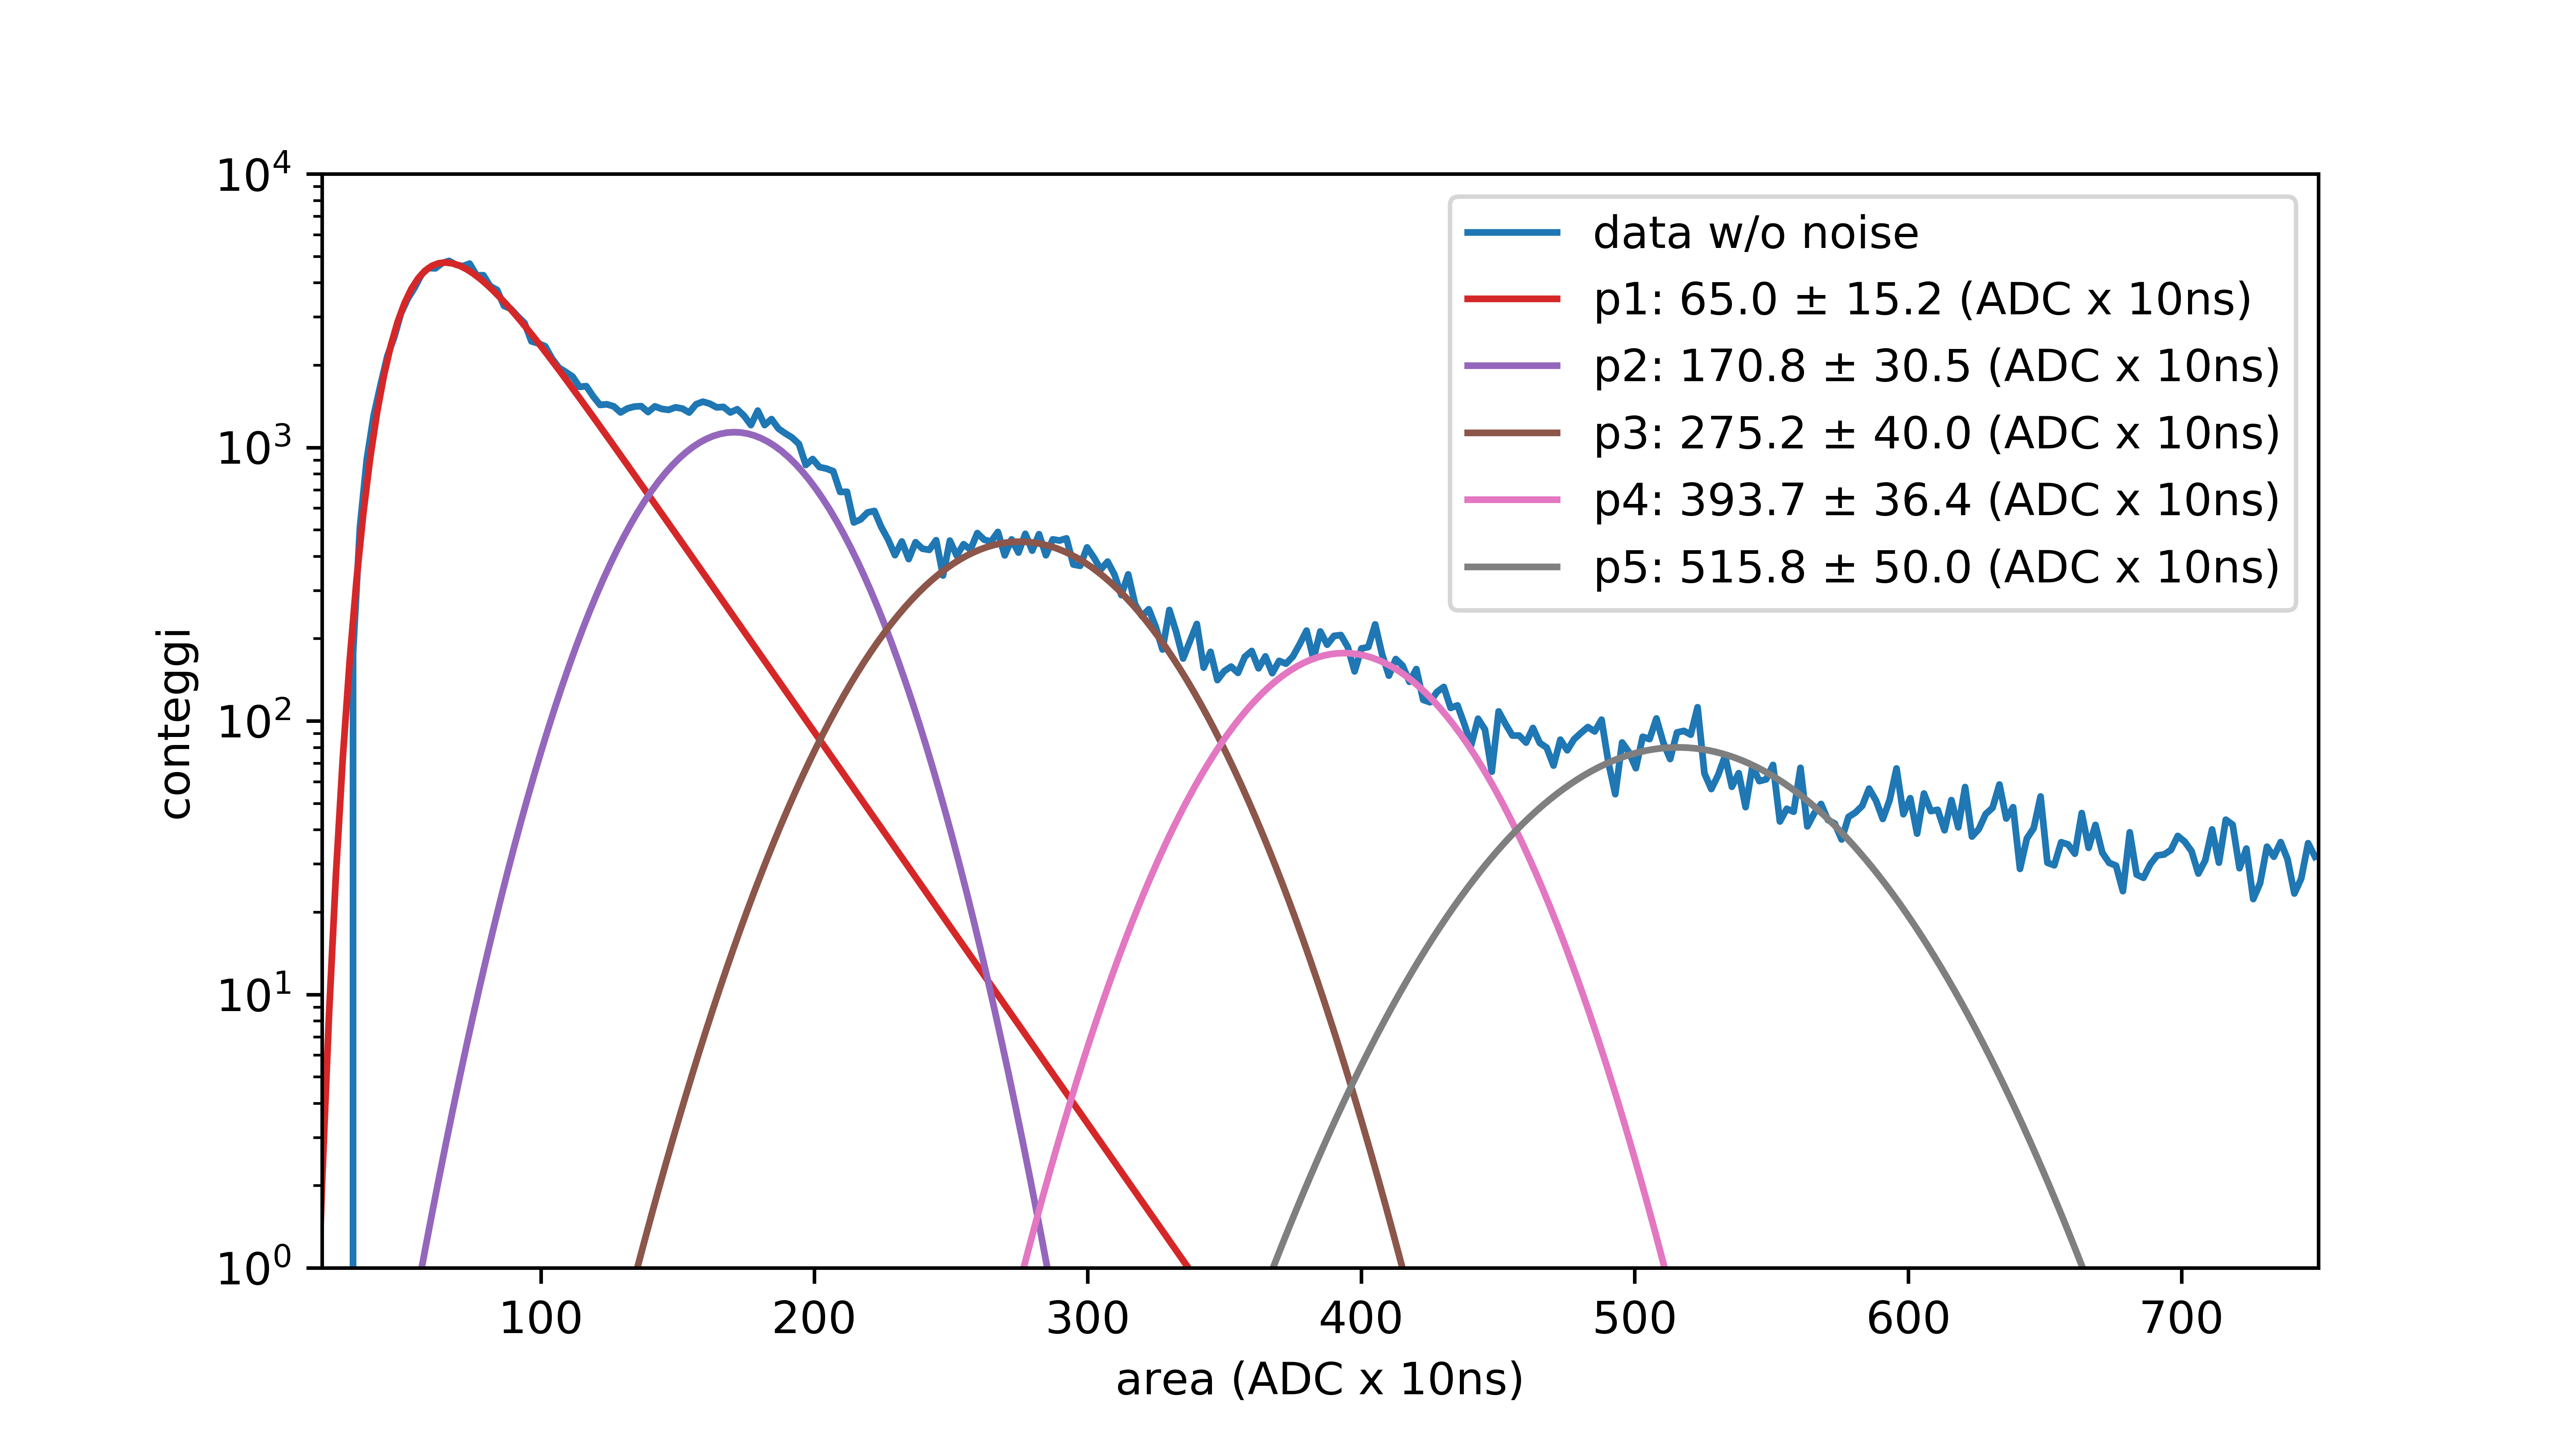 data w/o noise
p1: 65.0 ± 15.2 (ADC x 10ns)
p2: 170.8 ± 30.5 (ADC x 10ns)
p3: 275.2 ± 40.0 (ADC x 10ns)
p4: 393.7 ± 36.4 (ADC x 10ns)
p5: 515.8 ± 50.0 (ADC x 10ns)
10⁴
10³
10²
10¹
10⁰
conteggi
100 200 300 400 500 600 700
area (ADC x 10ns)